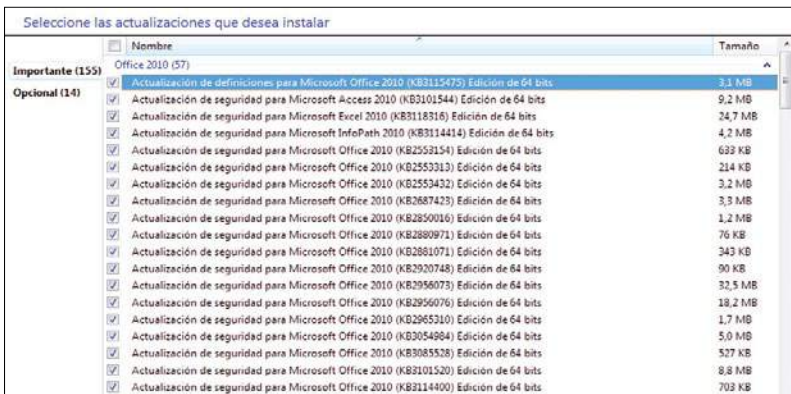 Seleccione las actualizaciones que desea instalar
Nombre Tamaño
Importante (155)
Opcional (14)
Office 2010 (57)
Actualización de definiciones para Microsoft Office 2010 (KB3115475) Edición de 64 bits 3,1 MB
Actualización de seguridad para Microsoft Access 2010 (KB3101544) Edición de 64 bits 9,2 MB
Actualización de seguridad para Microsoft Excel 2010 (KB3118316) Edición de 64 bits 24,7 MB
Actualización de seguridad para Microsoft InfoPath 2010 (KB3114414) Edición de 64 bits 4,2 MB
Actualización de seguridad para Microsoft Office 2010 (KB2553154) Edición de 64 bits 633 KB
Actualización de seguridad para Microsoft Office 2010 (KB2553313) Edición de 64 bits 214 KB
Actualización de seguridad para Microsoft Office 2010 (KB2553432) Edición de 64 bits 3,2 MB
Actualización de seguridad para Microsoft Office 2010 (KB2687423) Edición de 64 bits 3,3 MB
Actualización de seguridad para Microsoft Office 2010 (KB2850016) Edición de 64 bits 1,2 MB
Actualización de seguridad para Microsoft Office 2010 (KB2880971) Edición de 64 bits 76 KB
Actualización de seguridad para Microsoft Office 2010 (KB2881071) Edición de 64 bits 343 KB
Actualización de seguridad para Microsoft Office 2010 (KB2920748) Edición de 64 bits 90 KB
Actualización de seguridad para Microsoft Office 2010 (KB2956073) Edición de 64 bits 32,5 MB
Actualización de seguridad para Microsoft Office 2010 (KB2956076) Edición de 64 bits 18,2 MB
Actualización de seguridad para Microsoft Office 2010 (KB2965310) Edición de 64 bits 1,7 MB
Actualización de seguridad para Microsoft Office 2010 (KB3054984) Edición de 64 bits 5,0 MB
Actualización de seguridad para Microsoft Office 2010 (KB3085528) Edición de 64 bits 527 KB
Actualización de seguridad para Microsoft Office 2010 (KB3101520) Edición de 64 bits 8,8 MB
Actualización de seguridad para Microsoft Office 2010 (KB3114400) Edición de 64 bits 703 KB